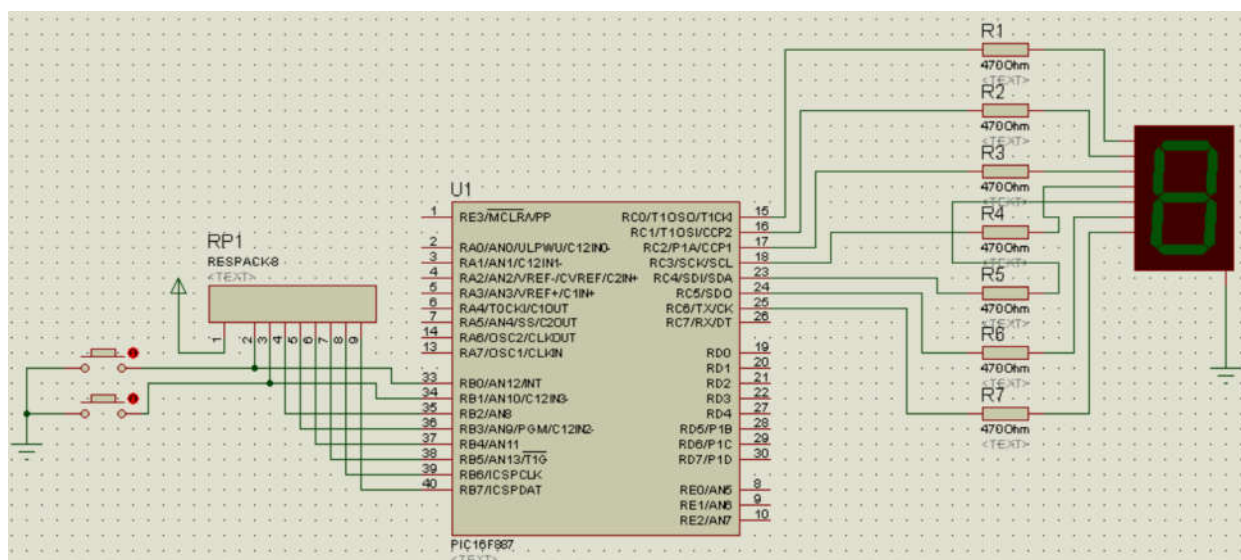 R1
470Ohm
<TEXT>
R2
470Ohm
<TEXT>
R3
470Ohm
<TEXT>
R4
470Ohm
<TEXT>
R5
470Ohm
<TEXT>
R6
470Ohm
<TEXT>
R7
470Ohm
<TEXT>
RP1
RESPACK8
<TEXT>
1 2 3 4 5 6 7 8 9
U1
1 RE3/MCLR/VPP RC0/T1OSO/T1CKI 15
RC1/T1OSI/CCP2 16
2 RA0/AN0/ULPWU/C12IN0- RC2/P1A/CCP1 17
3 RA1/AN1/C12IN1- RC3/SCK/SCL 18
4 RA2/AN2/VREF-/CVREF/C2IN+ RC4/SDI/SDA 23
5 RA3/AN3/VREF+/C1IN+ RC5/SDO 24
6 RA4/T0CKI/C1OUT RC6/TX/CK 25
7 RA5/AN4/SS/C2OUT RC7/RX/DT 26
14 RA6/OSC2/CLKOUT
13 RA7/OSC1/CLKIN RD0 19
RD1 20
33 RB0/AN12/INT RD2 21
34 RB1/AN10/C12IN3- RD3 22
35 RB2/AN8 RD4 27
36 RB3/AN9/PGM/C12IN2- RD5/P1B 28
37 RB4/AN11 RD6/P1C 29
38 RB5/AN13/T1G RD7/P1D 30
39 RB6/ICSPCLK
40 RB7/ICSPDAT RE0/AN5 8
RE1/AN6 9
RE2/AN7 10
PIC16F887
<TEXT>